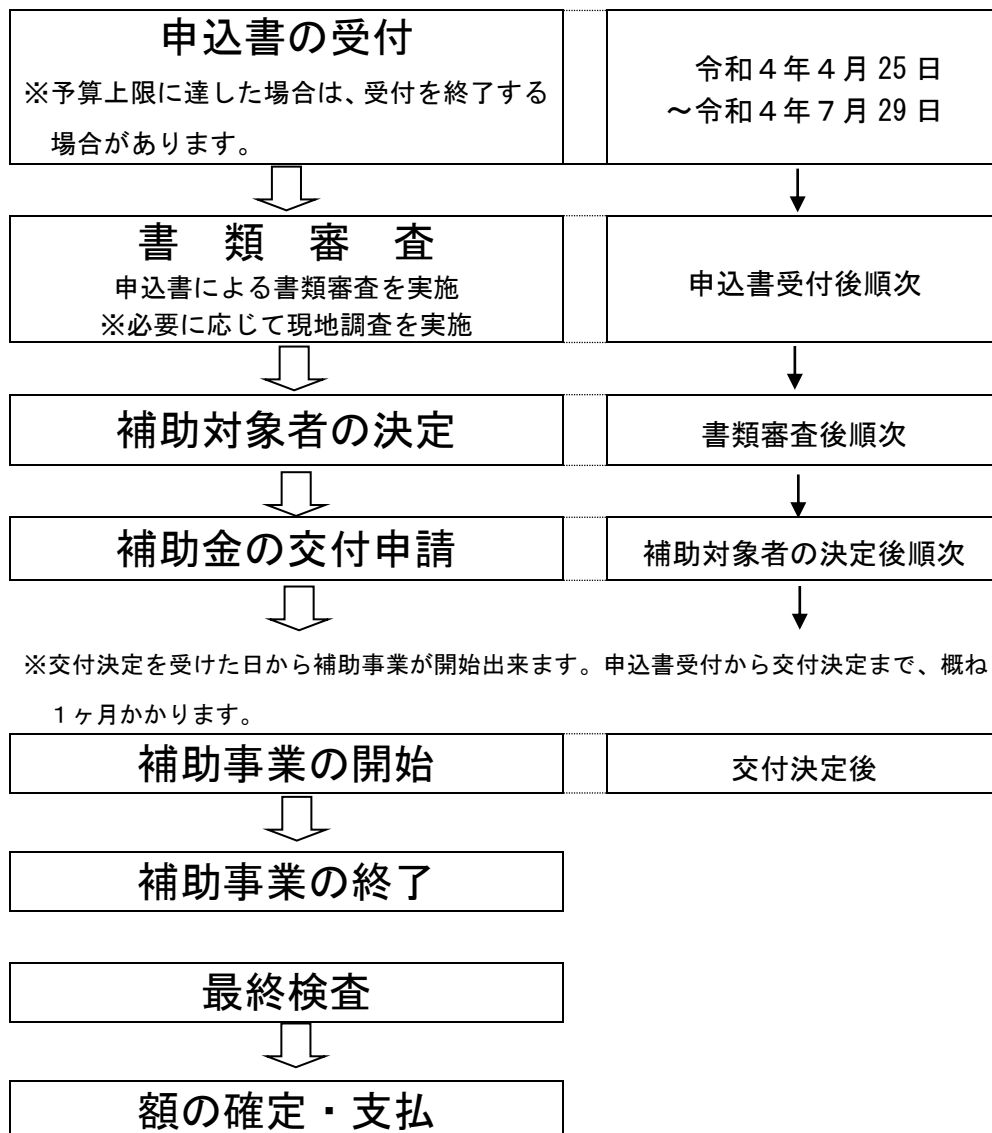 申込書の受付
※予算上限に達した場合は、受付を終了する
場合があります。
令和４年４月 25 日
～令和４年７月 29 日
書　類　審　査
申込書による書類審査を実施
※必要に応じて現地調査を実施
申込書受付後順次
補助対象者の決定
書類審査後順次
補助金の交付申請
補助対象者の決定後順次
※交付決定を受けた日から補助事業が開始出来ます。申込書受付から交付決定まで、概ね
１ヶ月かかります。
補助事業の開始
交付決定後
補助事業の終了
最終検査
額の確定・支払